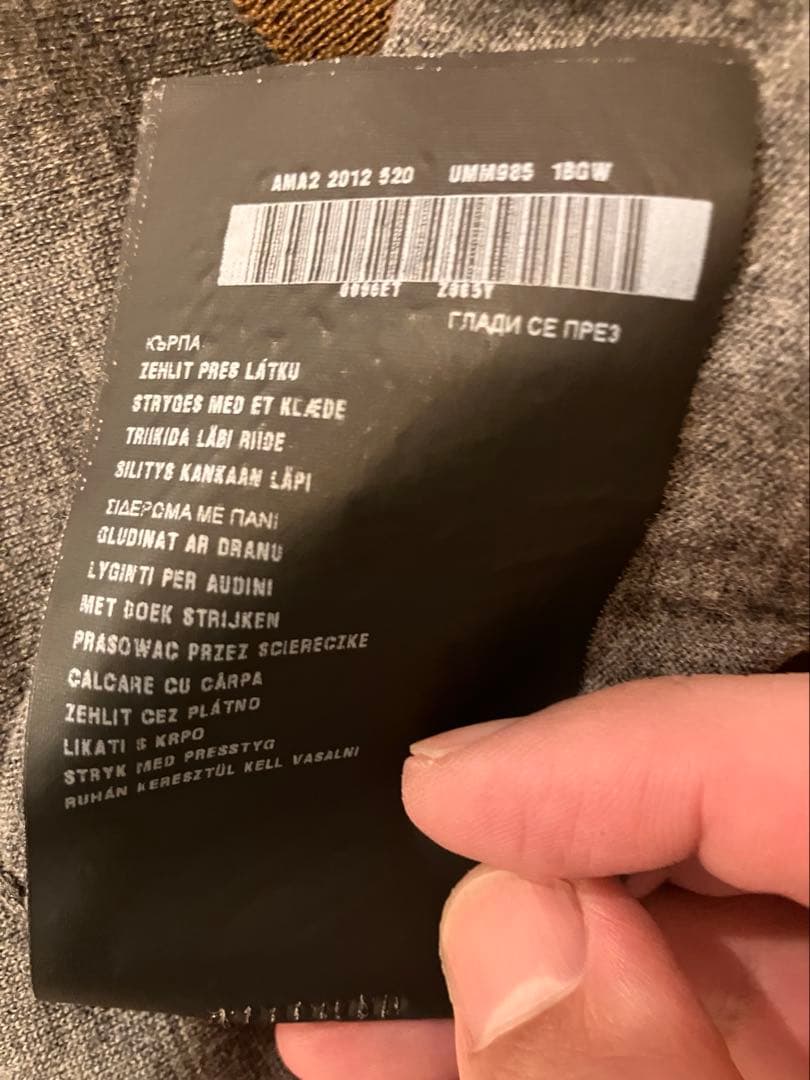 AMA2 2012 520 UMM985 1BGW
ГЛАДИ СЕ ПРЕЗ
КЪРПА
ZEHLIT PRES LÁTKU
STRYGES MED ET KLÆDE
TRIIKIDA LÄBI RIIDE
SILITYS KANKAAN LÄPI
ΣΙΔΕΡΩΜΑ ΜΕ ΠΑΝΙ
GLUDINAT AR DRANU
LYGINTI PER AUDINI
MET DOEK STRIJKEN
PRASOWAC PRZEZ SCIERECZKE
CALCARE CU CÂRPA
ZEHLIT CEZ PLÁTNO
LIKATI S KRPO
STRYK MED PRESSTYG
RUHÁN KERESZTÜL KELL VASALNI